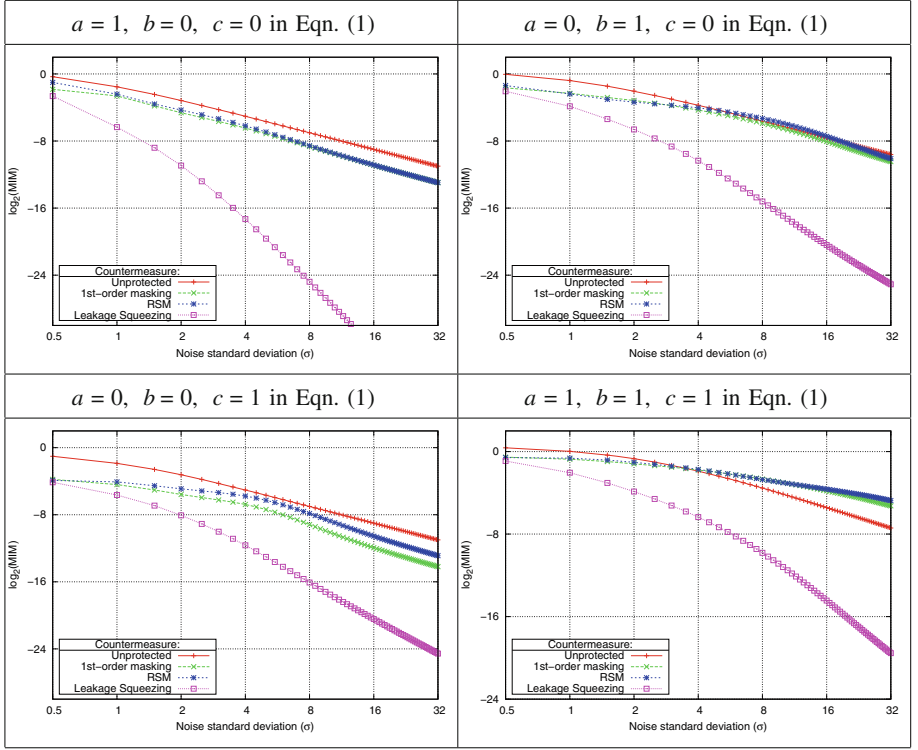 a = 1, b = 0, c = 0 in Eqn. (1)
a = 0, b = 1, c = 0 in Eqn. (1)
0
−8
−16
−24
log2(MIM)
Countermeasure:
Unprotected
1st-order masking
RSM
Leakage Squeezing
0.5 1 2 4 8 16 32
Noise standard deviation (σ)
0
−8
−16
−24
log2(MIM)
Countermeasure:
Unprotected
1st-order masking
RSM
Leakage Squeezing
0.5 1 2 4 8 16 32
Noise standard deviation (σ)
a = 0, b = 0, c = 1 in Eqn. (1)
a = 1, b = 1, c = 1 in Eqn. (1)
0
−8
−16
−24
log2(MIM)
Countermeasure:
Unprotected
1st-order masking
RSM
Leakage Squeezing
0.5 1 2 4 8 16 32
Noise standard deviation (σ)
0
−8
−16
−24
log2(MIM)
Countermeasure:
Unprotected
1st-order masking
RSM
Leakage Squeezing
0.5 1 2 4 8 16 32
Noise standard deviation (σ)